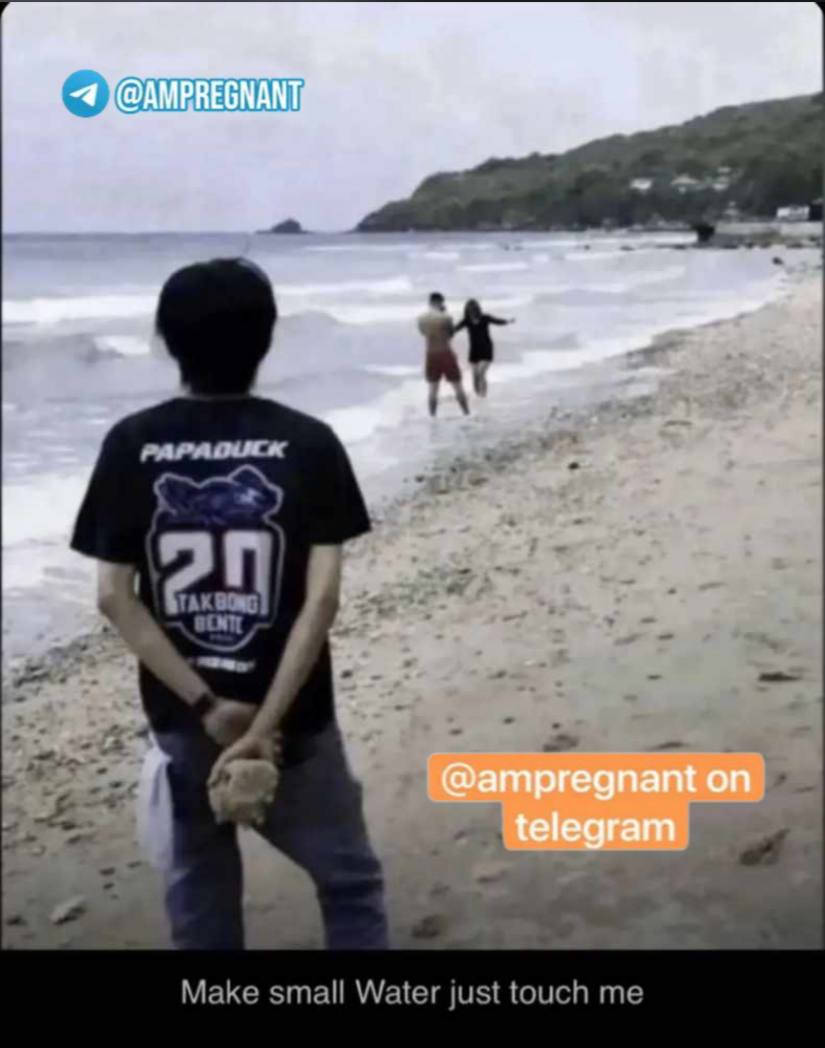 @AMPREGNANT
PAPADUCK
20
TAKBONG
BENTE
@ampregnant on
telegram
Make small Water just touch me